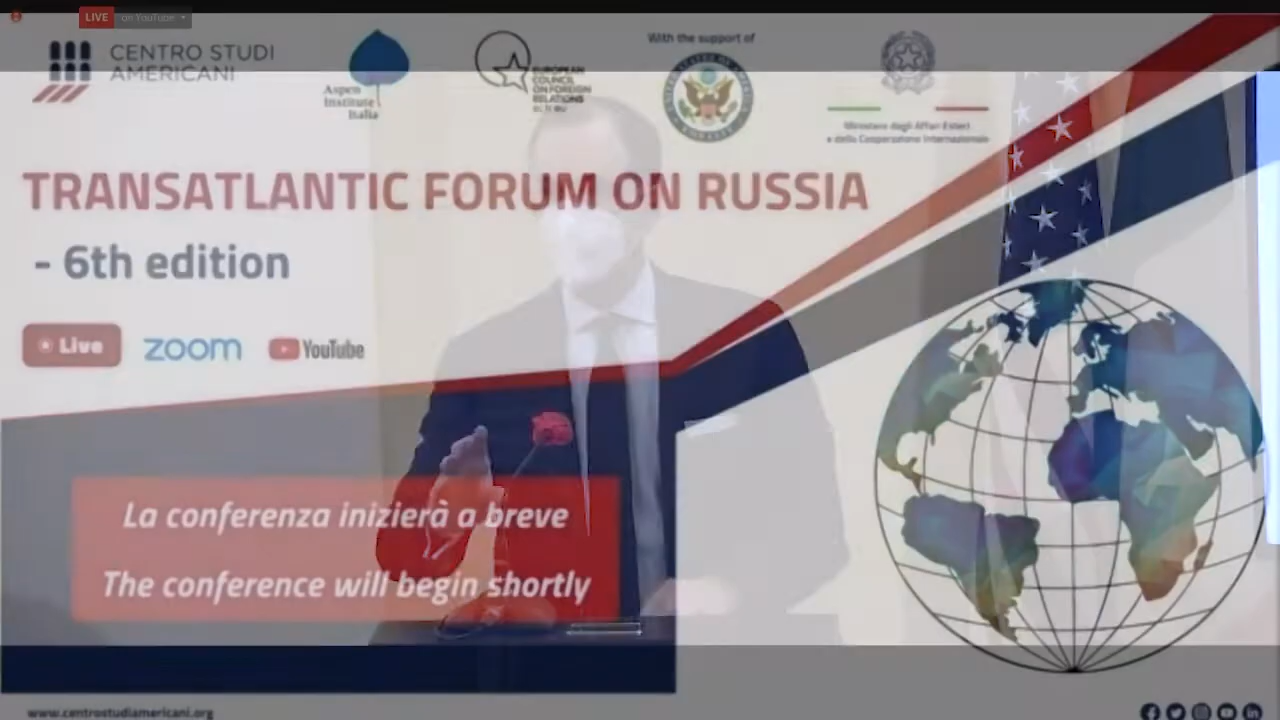 LIVE on YouTube
CENTRO STUDI
AMERICANI
Aspen
Institute
Italia
EUROPEAN
COUNCIL
ON FOREIGN
RELATIONS
ecfr.eu
With the support of
Ministero degli Affari Esteri
e della Cooperazione Internazionale
TRANSATLANTIC FORUM ON RUSSIA
- 6th edition
Live
zoom
YouTube
La conferenza inizierà a breve
The conference will begin shortly
www.centrostudiamericani.org